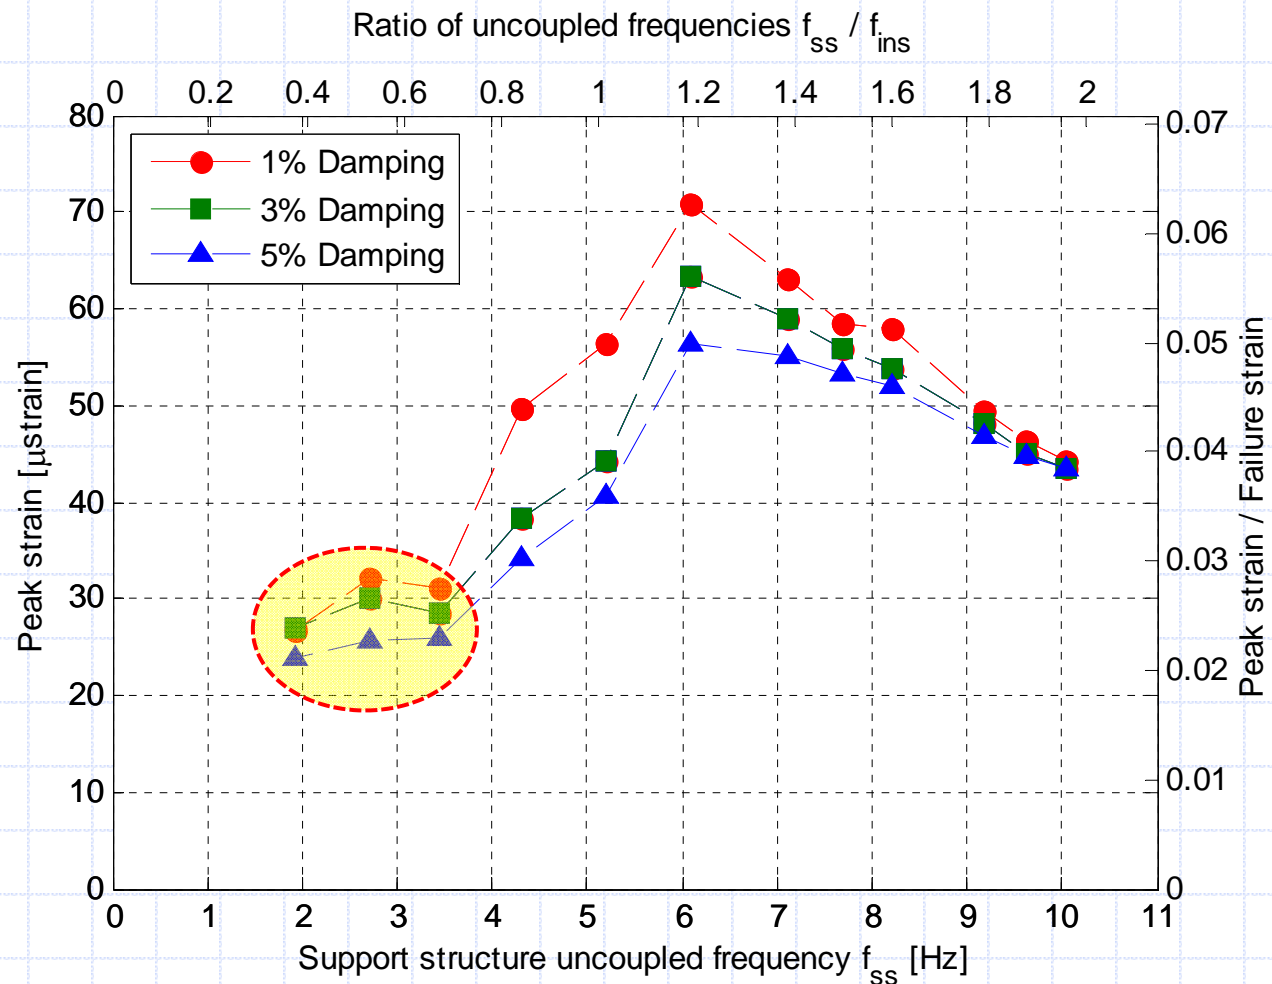 Ratio of uncoupled frequencies fss / fins
0 0.2 0.4 0.6 0.8 1 1.2 1.4 1.6 1.8 2
80
70
60
50
40
30
20
10
0
Peak strain [μstrain]
1% Damping
3% Damping
5% Damping
0.07
0.06
0.05
0.04
0.03
0.02
0.01
0
Peak strain / Failure strain
0 1 2 3 4 5 6 7 8 9 10 11
Support structure uncoupled frequency fss [Hz]